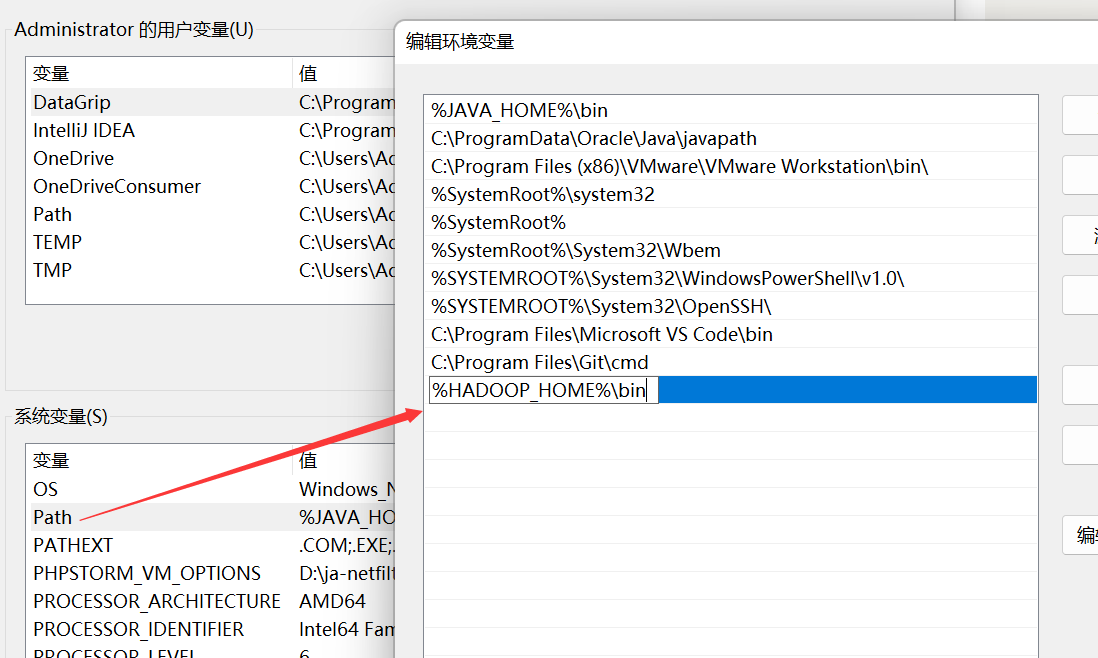 Administrator 的用户变量(U)
变量 值
DataGrip C:\Program
IntelliJ IDEA C:\Program
OneDrive C:\Users\Ac
OneDriveConsumer C:\Users\Ac
Path C:\Users\Ac
TEMP C:\Users\Ac
TMP C:\Users\Ac
系统变量(S)
变量 值
OS Windows_N
Path %JAVA_HO
PATHEXT .COM;.EXE;.
PHPSTORM_VM_OPTIONS D:\ja-netfilt
PROCESSOR_ARCHITECTURE AMD64
PROCESSOR_IDENTIFIER Intel64 Fam
PROCESSOR_LEVEL 6
编辑环境变量
%JAVA_HOME%\bin
C:\ProgramData\Oracle\Java\javapath
C:\Program Files (x86)\VMware\VMware Workstation\bin\
%SystemRoot%\system32
%SystemRoot%
%SystemRoot%\System32\Wbem
%SYSTEMROOT%\System32\WindowsPowerShell\v1.0\
%SYSTEMROOT%\System32\OpenSSH\
C:\Program Files\Microsoft VS Code\bin
C:\Program Files\Git\cmd
%HADOOP_HOME%\bin
编